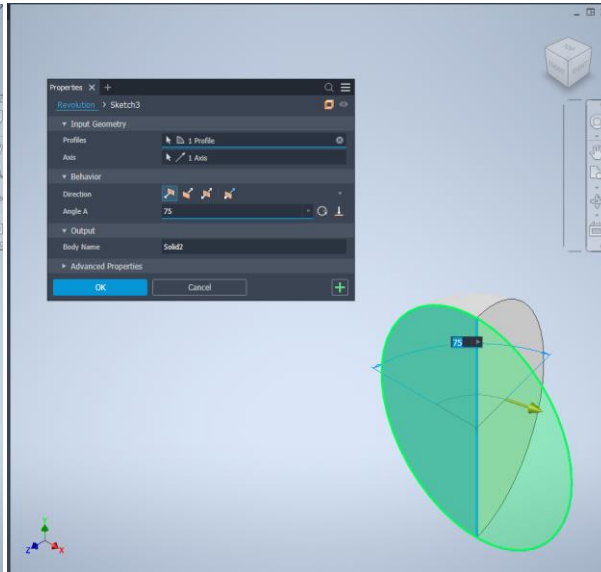 Properties × +
Revolution > Sketch3
Input Geometry
Profiles 1 Profile
Axis 1 Axis
Behavior
Direction
Angle A 75
Output
Body Name Solid2
Advanced Properties
OK Cancel +
75
Y
Z X